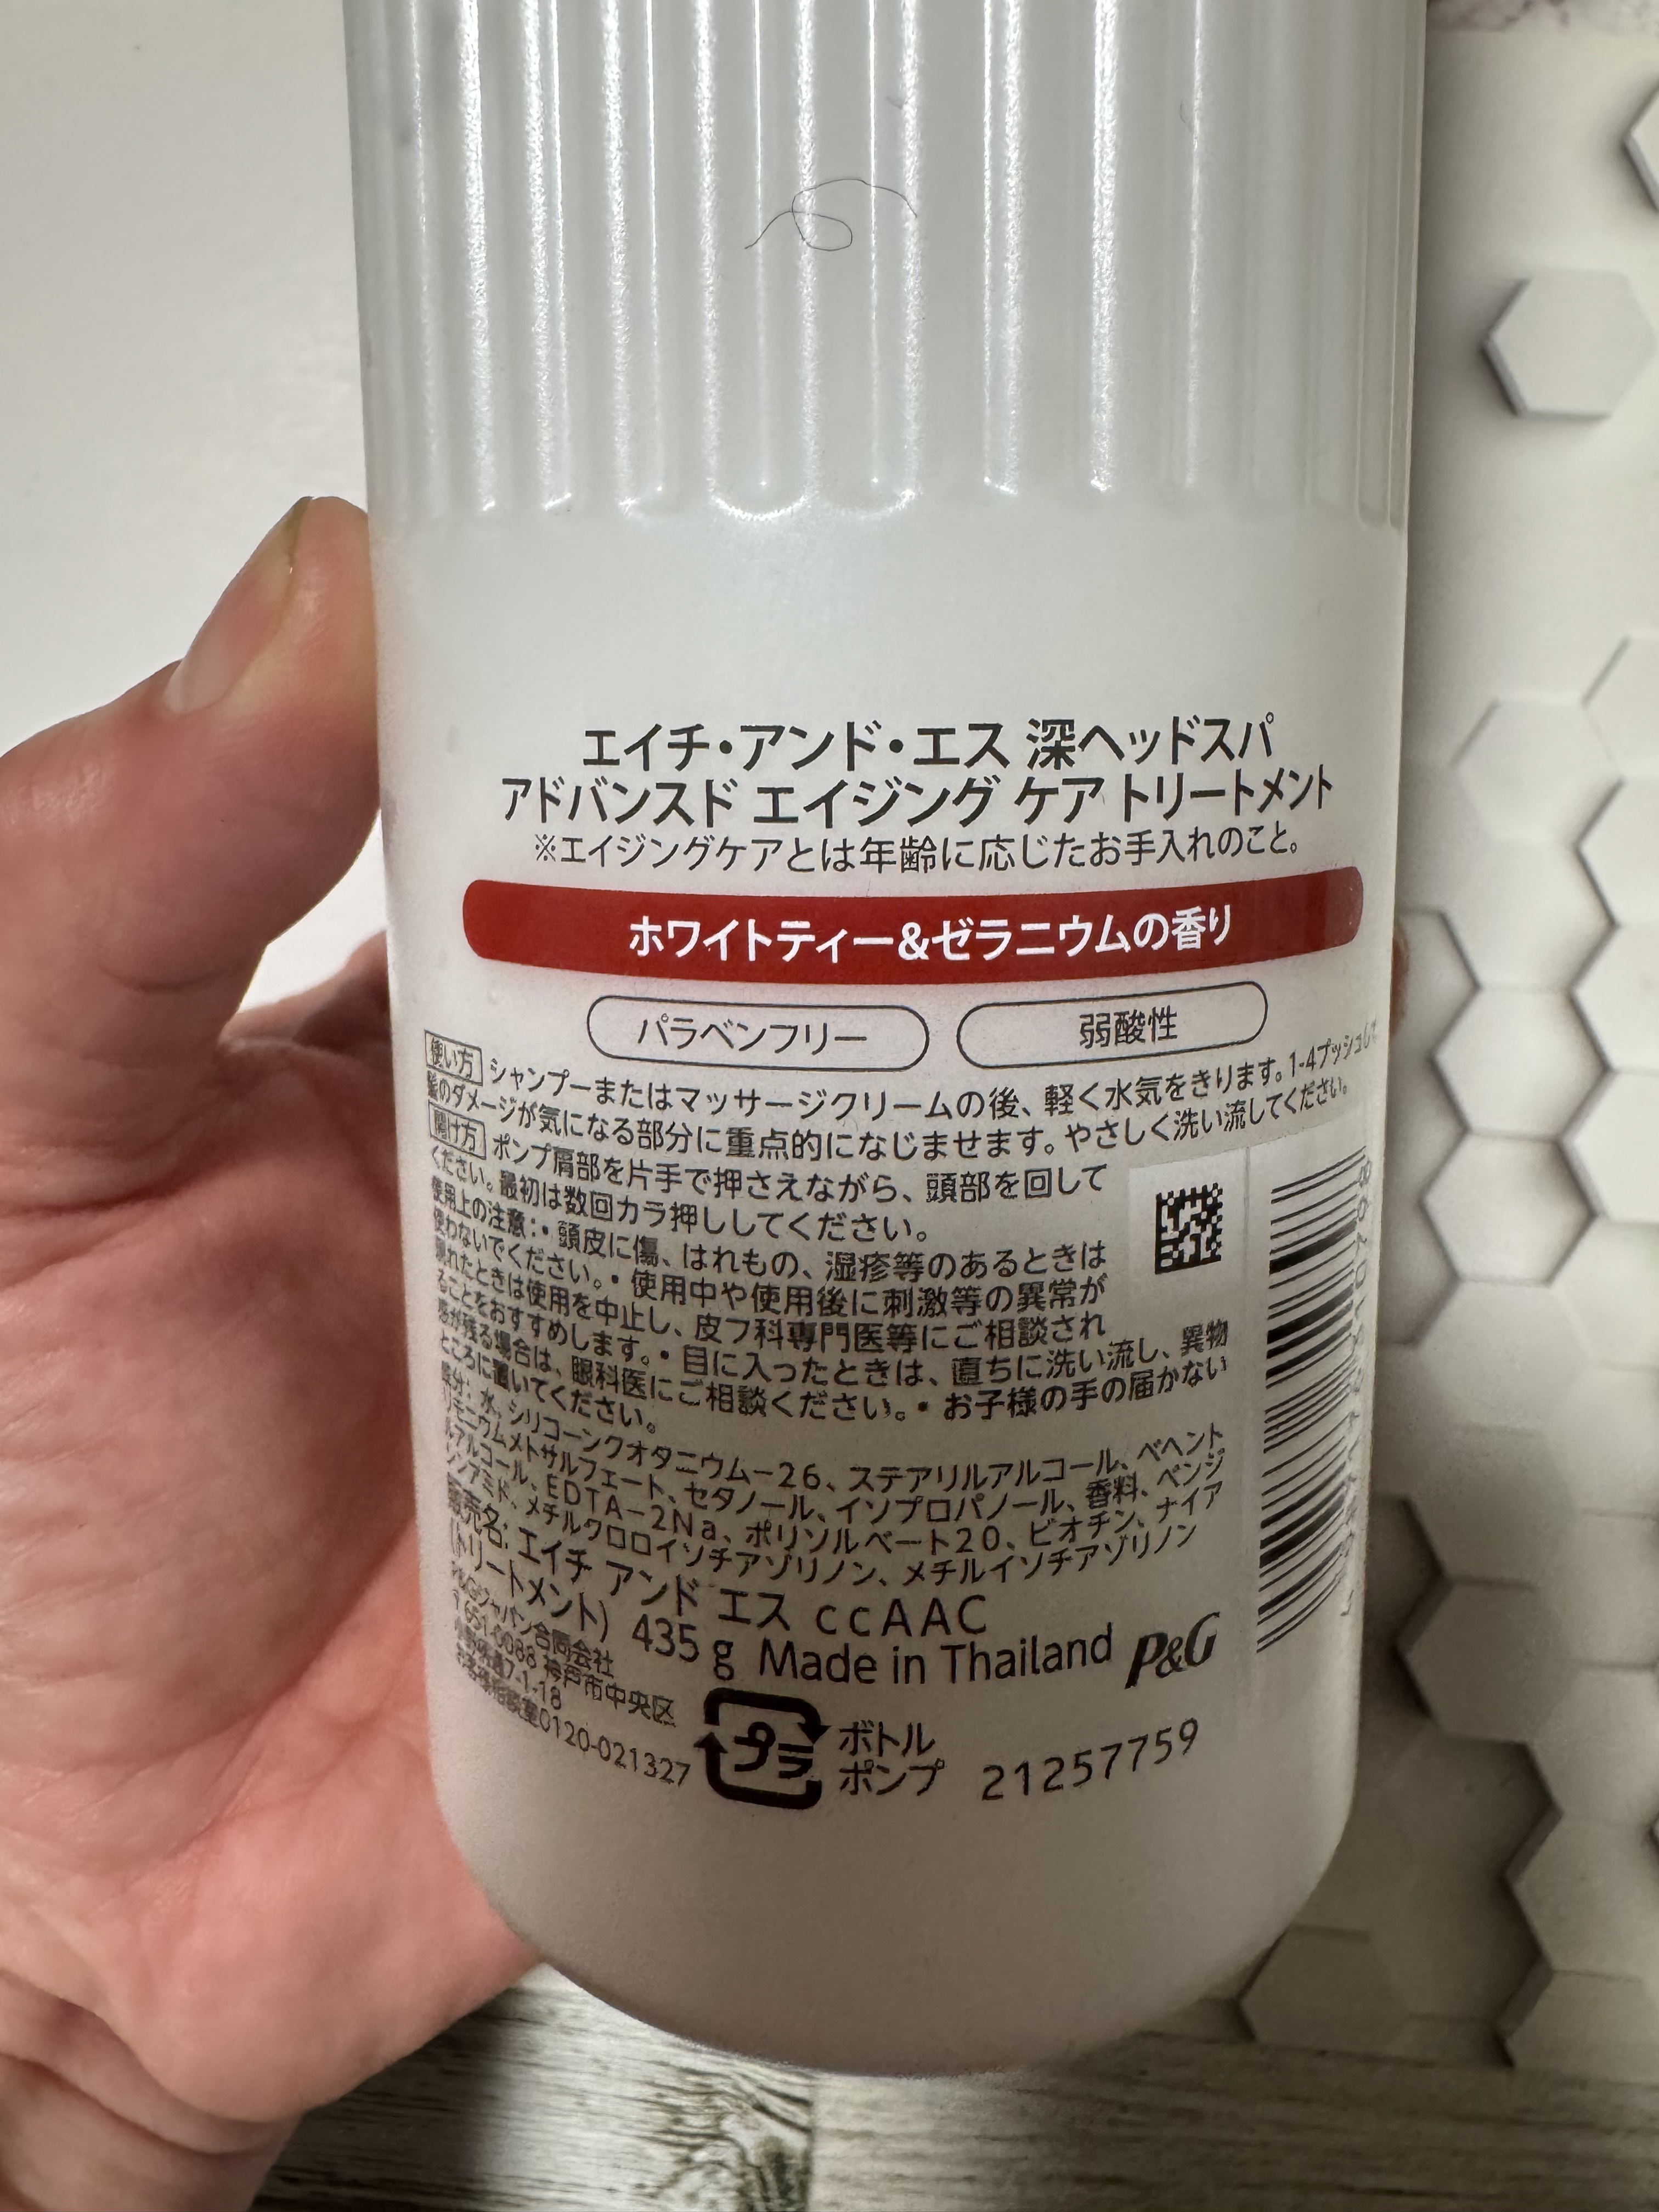 エイチ・アンド・エス 深ヘッドスパ
アドバンスド エイジング ケア トリートメント
※エイジングケアとは年齢に応じたお手入れのこと。
ホワイトティー&ゼラニウムの香り
パラベンフリー
弱酸性
使い方 シャンプーまたはマッサージクリームの後、軽く水気をきります。1-4プッシュして
髪のダメージが気になる部分に重点的になじませます。やさしく洗い流してください。
開け方 ポンプ肩部を片手で押さえながら、頭部を回して
ください。最初は数回カラ押ししてください。
使用上の注意:・頭皮に傷、はれもの、湿疹等のあるときは
使わないでください。・使用中や使用後に刺激等の異常が
現れたときは使用を中止し、皮フ科専門医等にご相談され
ることをおすすめします。・目に入ったときは、直ちに洗い流し、異物
感が残る場合は、眼科医にご相談ください。・お子様の手の届かない
ところに置いてください。
成分:水、シリコーンクオタニウム-26、ステアリルアルコール、ベヘント
リモニウムメトサルフェート、セタノール、イソプロパノール、香料、ベンジ
ルアルコール、EDTA-2Na、ポリソルベート20、ビオチン、ナイア
シンアミド、メチルクロロイソチアゾリノン、メチルイソチアゾリノン
販売名:エイチ アンド エス ccAAC
(トリートメント) 435 g Made in Thailand P&G
P&Gジャパン合同会社
〒651-0088 神戸市中央区
小野柄通7-1-18
お客様相談室0120-021327
プラ
ボトル
ポンプ
21257759